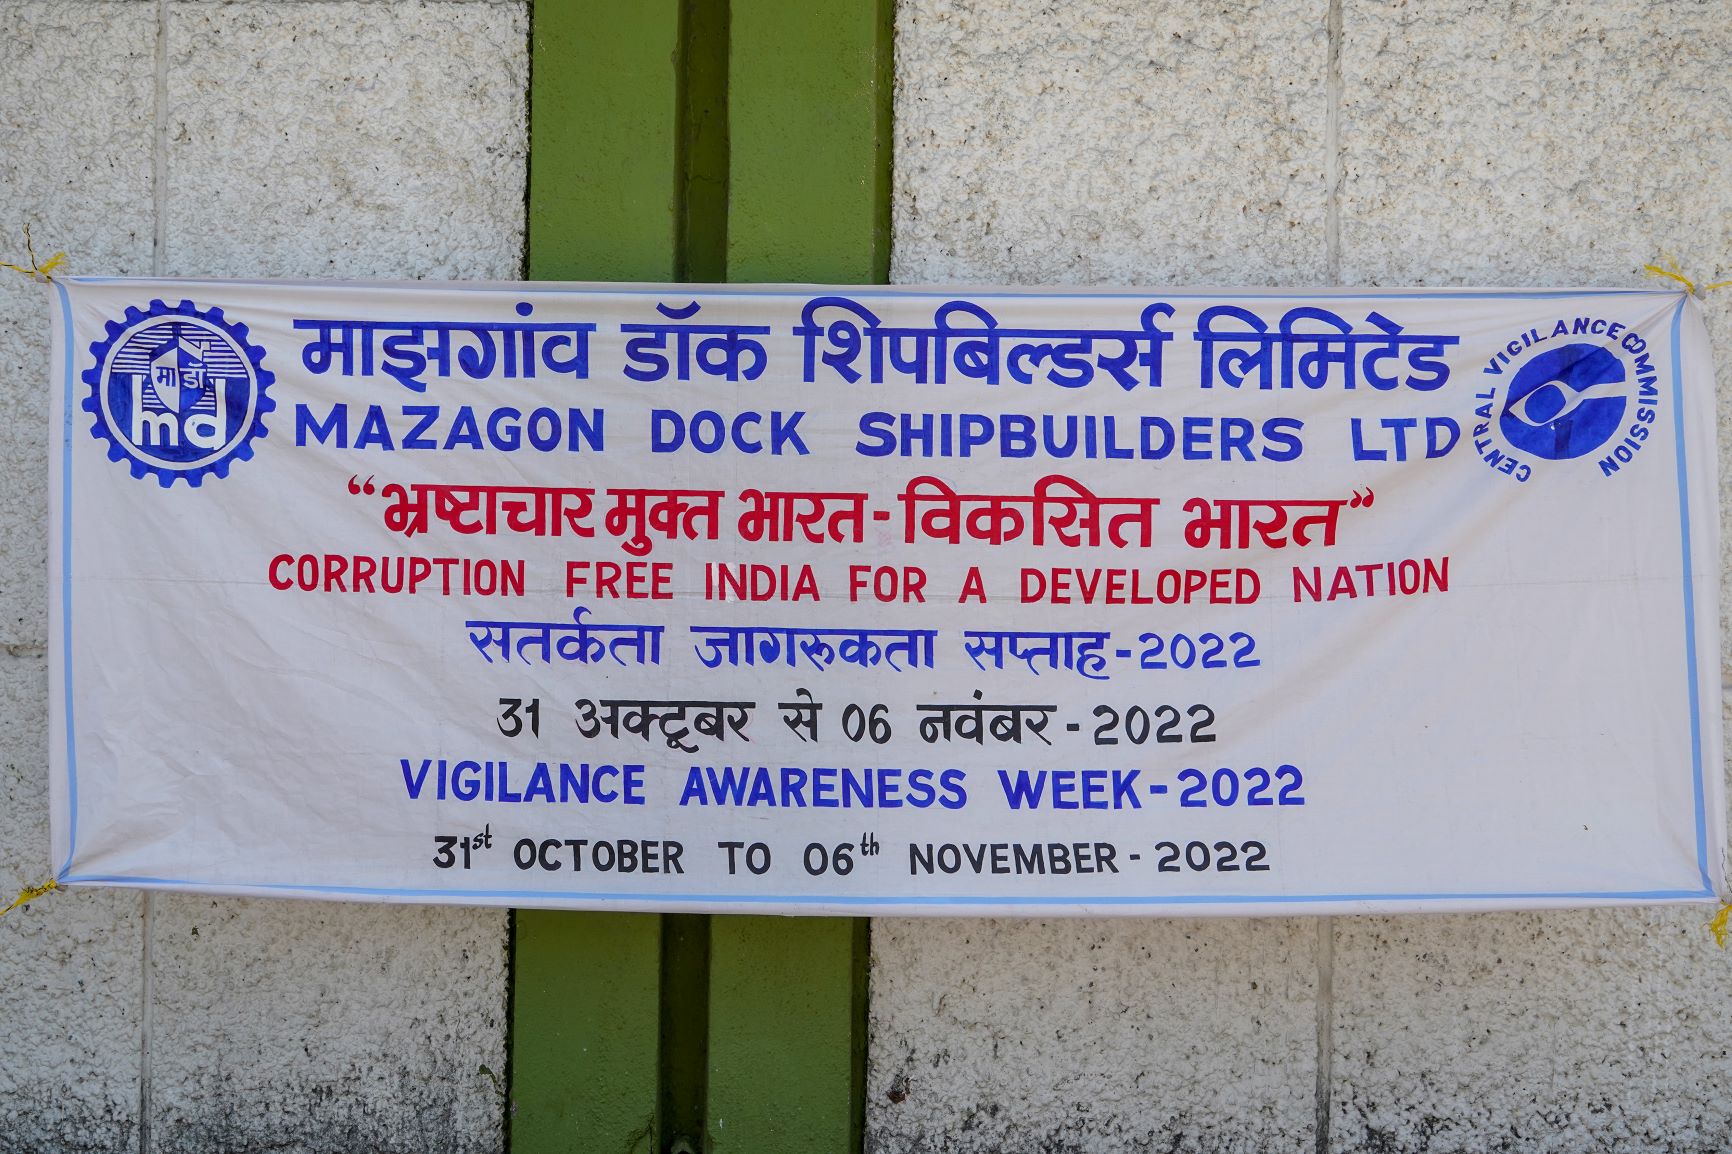 माझगांव डॉक शिपबिल्डर्स लिमिटेड
माडॉ
md
MAZAGON DOCK SHIPBUILDERS LTD
CENTRAL VIGILANCE COMMISSION
“भ्रष्टाचार मुक्त भारत-विकसित भारत”
CORRUPTION FREE INDIA FOR A DEVELOPED NATION
सतर्कता जागरूकता सप्ताह-2022
31 अक्टूबर से 06 नवंबर-2022
VIGILANCE AWARENESS WEEK-2022
31st OCTOBER TO 06th NOVEMBER-2022